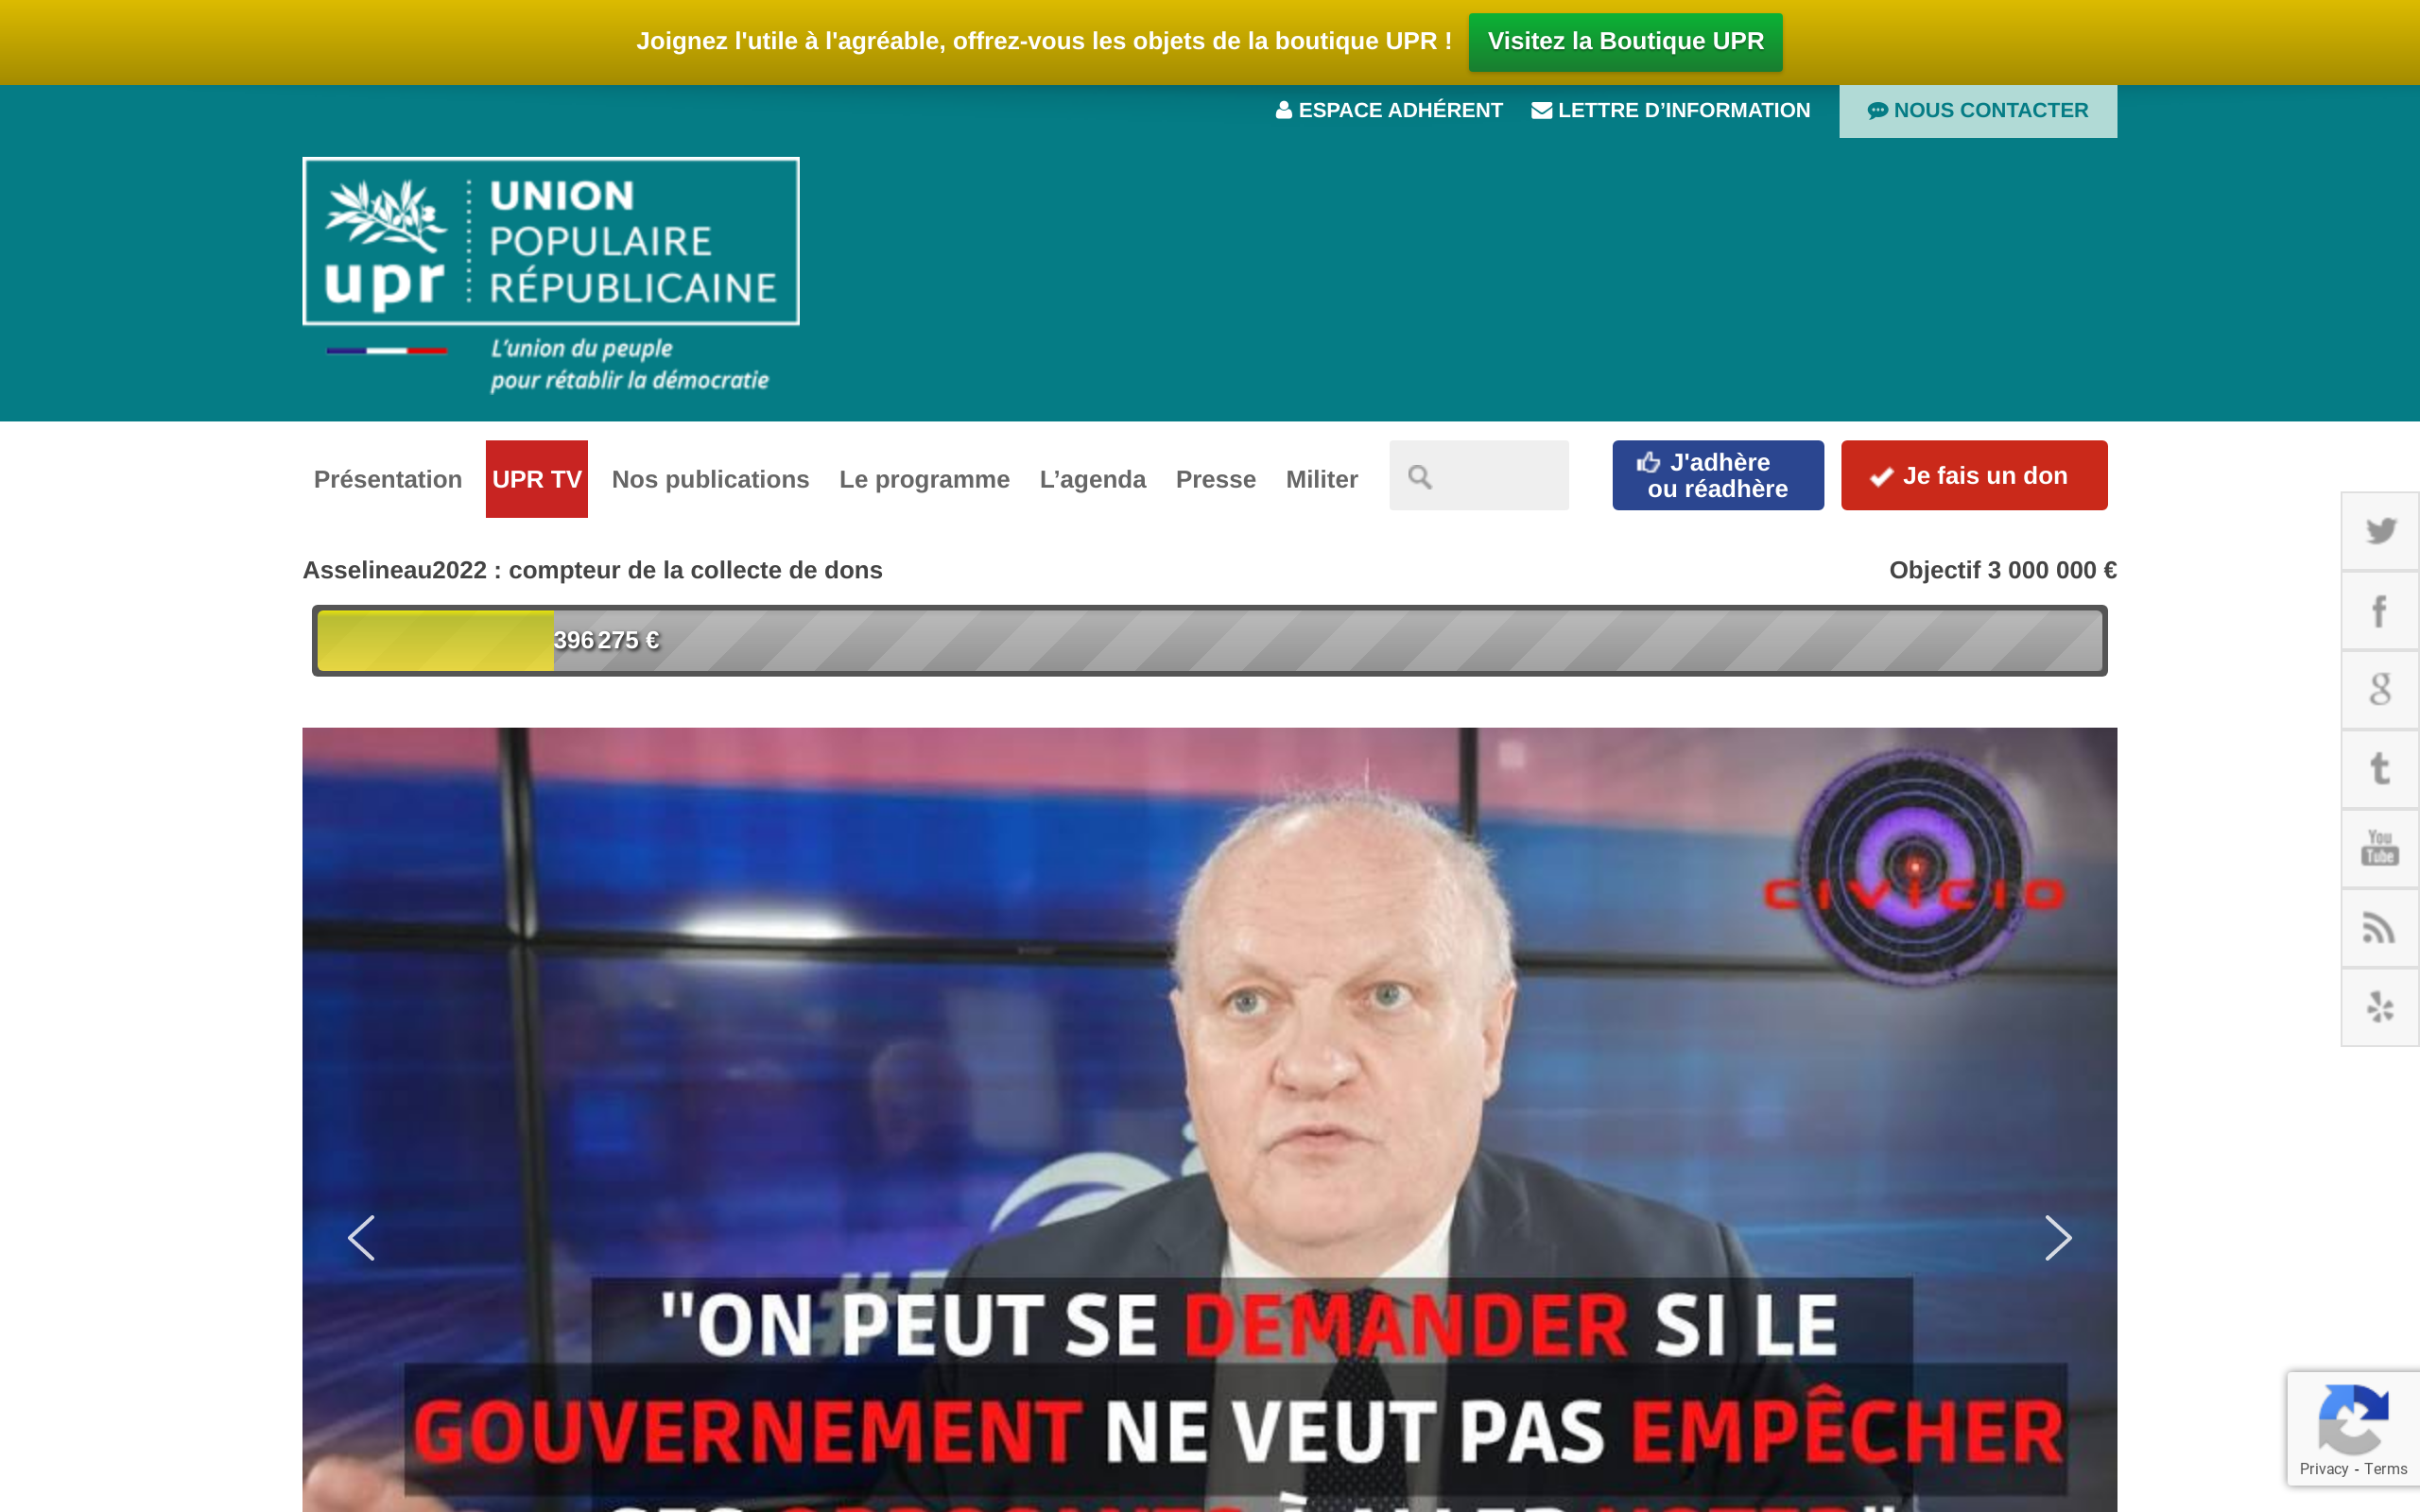 Joignez l'utile à l'agréable, offrez-vous les objets de la boutique UPR !
Visitez la Boutique UPR
ESPACE ADHÉRENT
LETTRE D’INFORMATION
NOUS CONTACTER
upr
UNION
POPULAIRE
RÉPUBLICAINE
L’union du peuple
pour rétablir la démocratie
Présentation
UPR TV
Nos publications
Le programme
L’agenda
Presse
Militer
J'adhère
ou réadhère
Je fais un don
Asselineau2022 : compteur de la collecte de dons
Objectif 3 000 000 €
396 275 €
CIVICIO
You
Tube
"ON PEUT SE DEMANDER SI LE
GOUVERNEMENT NE VEUT PAS EMPÊCHER
Privacy - Terms